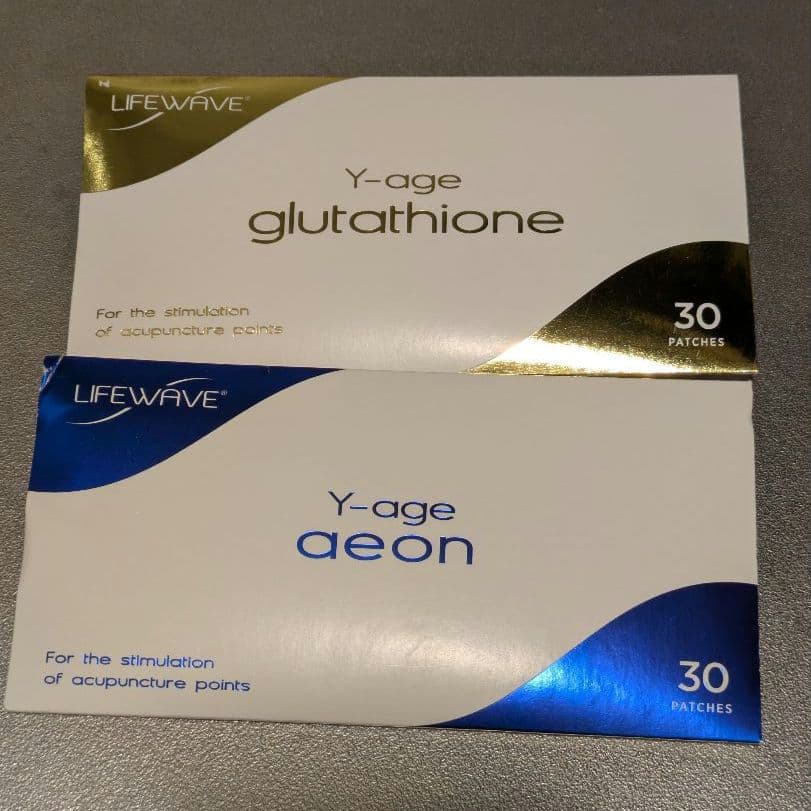 LIFEWAVE®
Y-age
glutathione
For the stimulation
of acupuncture points
30
PATCHES
LIFEWAVE®
Y-age
aeon
For the stimulation
of acupuncture points
30
PATCHES